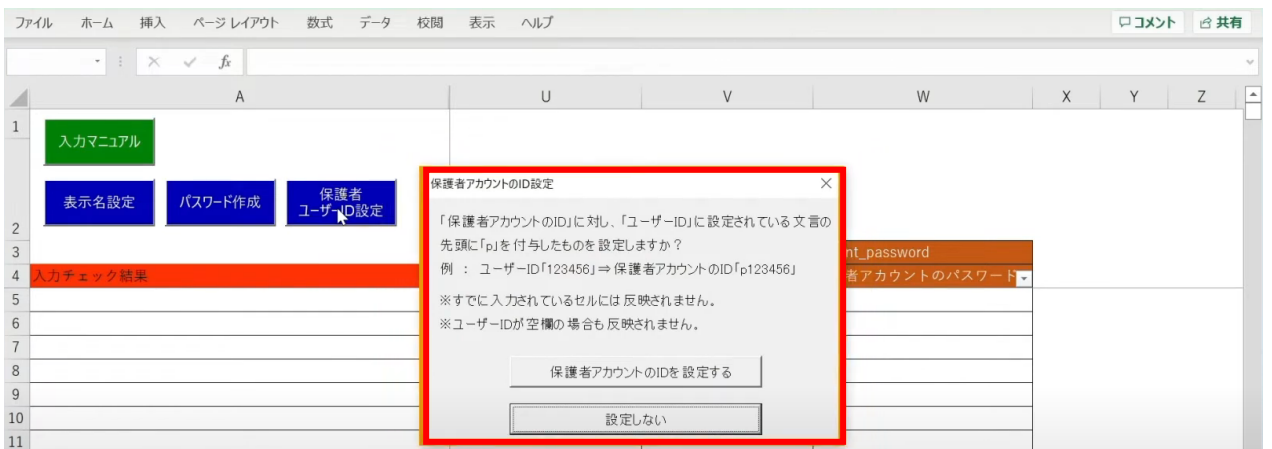 ファイル ホーム 挿入 ページ レイアウト 数式 データ 校閲 表示 ヘルプ コメント 共有
fx
A U V W X Y Z
1
入力マニュアル
表示名設定 パスワード作成 保護者
ユーザーID設定
2
保護者アカウントのID設定
「保護者アカウントのID」に対し、「ユーザーID」に設定されている文言の
先頭に「p」を付与したものを設定しますか？
例 ： ユーザーID「123456」⇒保護者アカウントのID「p123456」
※すでに入力されているセルには反映されません。
※ユーザーIDが空欄の場合も反映されません。
保護者アカウントのIDを設定する
設定しない
3 nt_password
4 入力チェック結果 者アカウントのパスワード
5
6
7
8
9
10
11